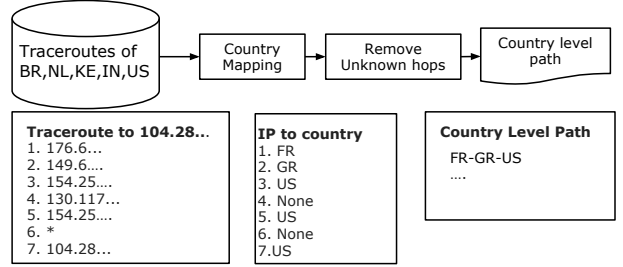 Traceroutes of
BR,NL,KE,IN,US
Country
Mapping
Remove
Unknown hops
Country level
path
Traceroute to 104.28...
1. 176.6...
2. 149.6....
3. 154.25....
4. 130.117...
5. 154.25....
6. *
7. 104.28...
IP to country
1. FR
2. GR
3. US
4. None
5. US
6. None
7.US
Country Level Path
FR-GR-US
....